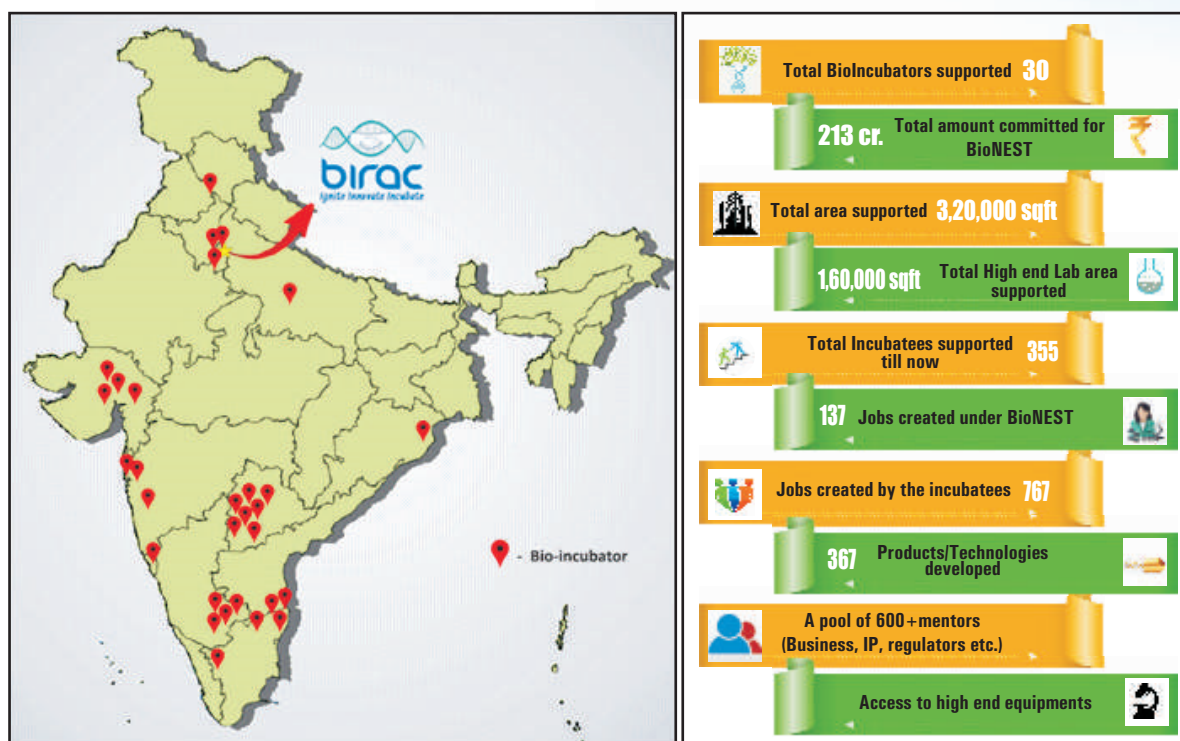 birac
Ignite Innovate Incubate
- Bio-incubator
Total BioIncubators supported 30
213 cr. Total amount committed for
BioNEST
Total area supported 3,20,000 sqft
1,60,000 sqft Total High end Lab area
supported
Total Incubatees supported
till now 355
137 Jobs created under BioNEST
Jobs created by the incubatees 767
367 Products/Technologies
developed
A pool of 600+mentors
(Business, IP, regulators etc.)
Access to high end equipments